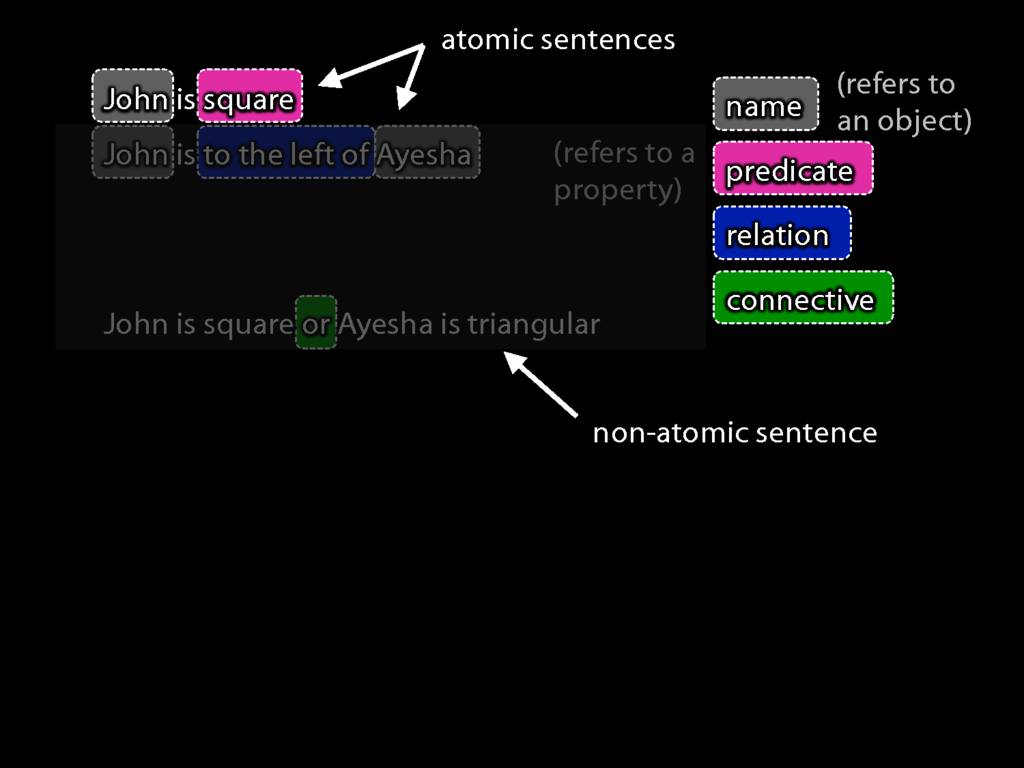 atomic sentences
John is square
name
(refers to
an object)
John is to the left of Ayesha
(refers to a
property)
predicate
relation
connective
John is square or Ayesha is triangular
non-atomic sentence